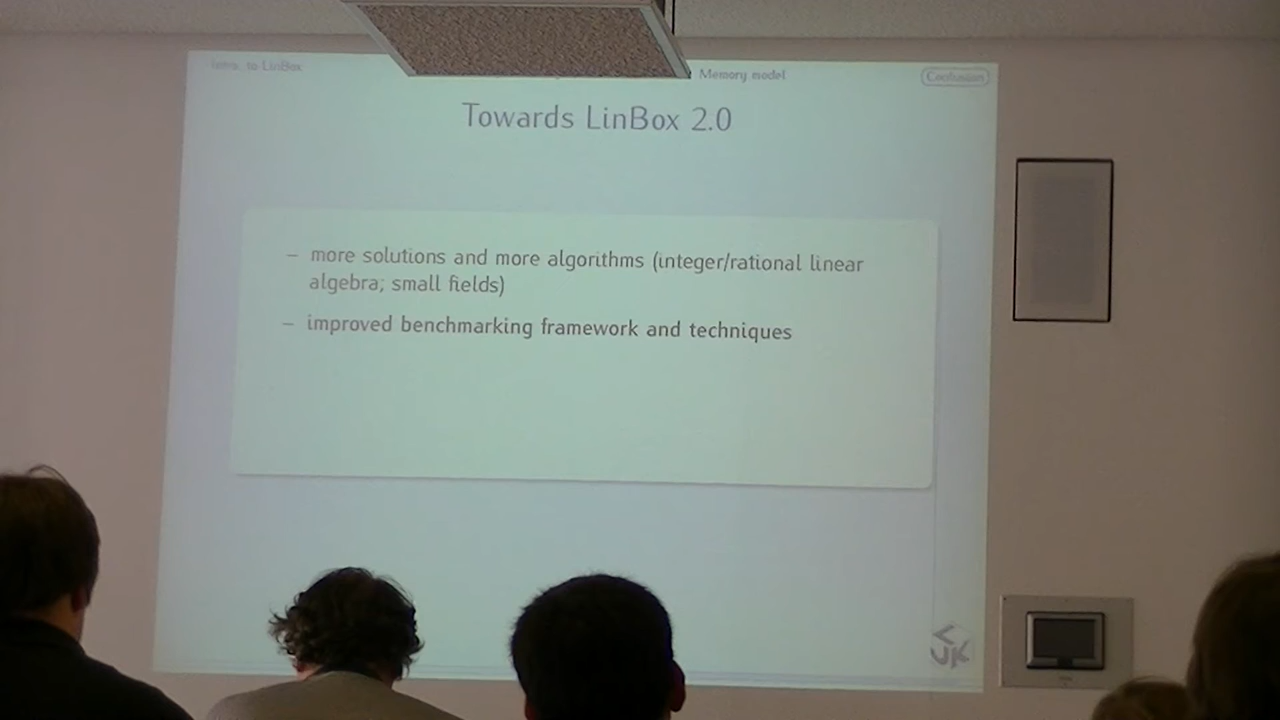 Intro. to LinBox
Memory model
Conclusion
Towards LinBox 2.0
– more solutions and more algorithms (integer/rational linear
algebra; small fields)
– improved benchmarking framework and techniques